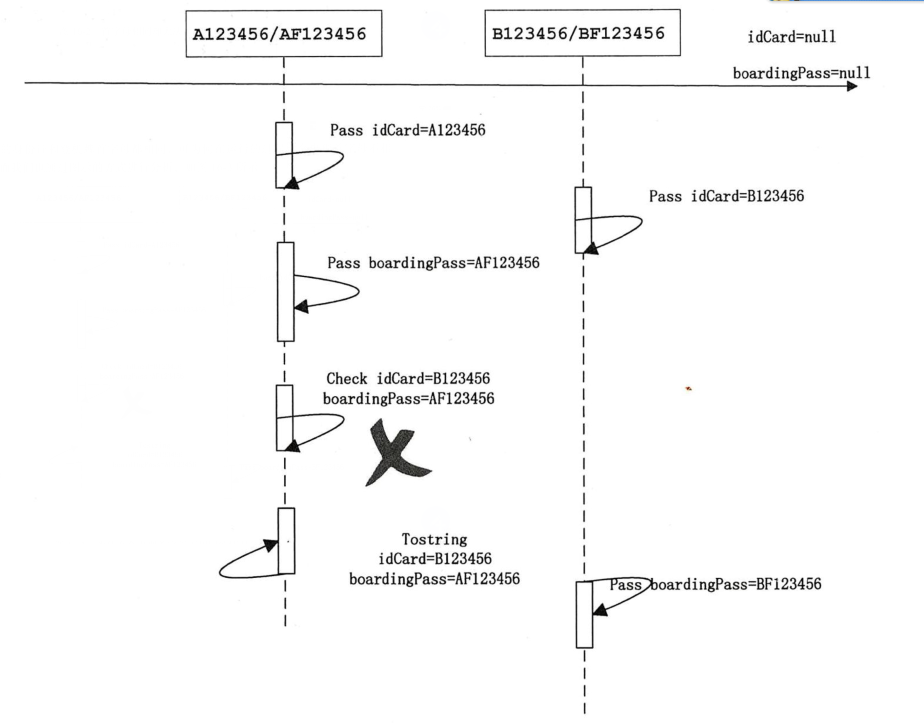 A123456/AF123456
B123456/BF123456
idCard=null
boardingPass=null
Pass idCard=A123456
Pass idCard=B123456
Pass boardingPass=AF123456
Check idCard=B123456
boardingPass=AF123456
Tostring
idCard=B123456
boardingPass=AF123456
Pass boardingPass=BF123456